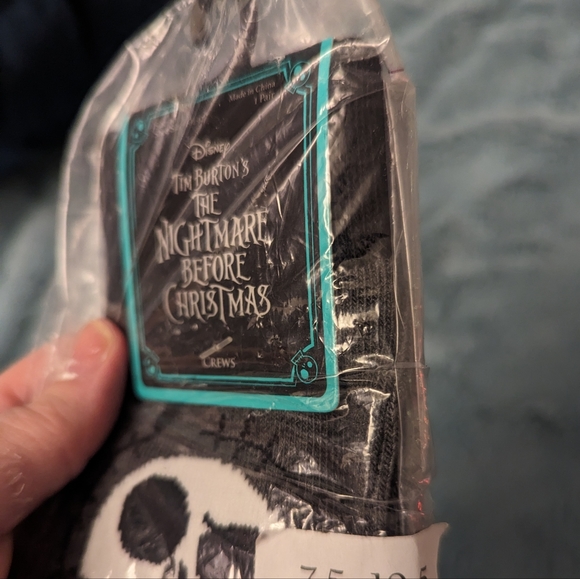 Made in China
1 Pair
Disney
Tim Burton's
The
Nightmare
Before
Christmas
Crews